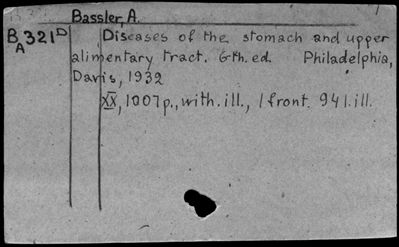 Bassler, A.
BA321D Diseases of the stomach and upper
alimentary tract. 6th. ed. Philadelphia,
Davis, 1932
XX, 1007p., with. ill., 1 front. 941. ill.